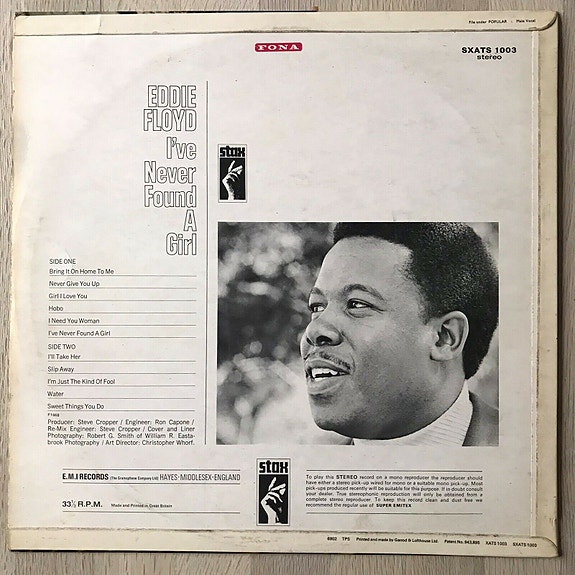 File under POPULAR : Male Vocal
FONA
SXATS 1003
stereo
EDDIE
FLOYD
I've
Never
Found
A
Girl
stax
SIDE ONE
Bring It On Home To Me
Never Give You Up
Girl I Love You
Hobo
I Need You Woman
I've Never Found A Girl
SIDE TWO
I'll Take Her
Slip Away
I'm Just The Kind Of Fool
Water
Sweet Things You Do
℗1968
Producer: Steve Cropper / Engineer: Ron Capone /
Re-Mix Engineer: Steve Cropper / Cover and Liner
Photography: Robert G. Smith of William R. Easta-
brook Photography / Art Director: Christopher Whorf.
E.M.I RECORDS (The Gramophone Company Ltd) HAYES·MIDDLESEX·ENGLAND
33⅓ R.P.M. Made and Printed in Great Britain
stax
To play this STEREO record on a mono reproducer the reproducer should
have either a stereo pick-up wired for mono or a suitable mono pick-up. Most
pick-ups produced recently will be suitable for this purpose. If in doubt consult
your dealer. True stereophonic reproduction will only be obtained from a
complete stereo reproducer. To keep this record clean and dust free we
recommend the regular use of SUPER EMITEX
6902 TPS Printed and made by Garrod & Lofthouse Ltd. Patent No. 943,895 XATS 1003 SXATS 1003